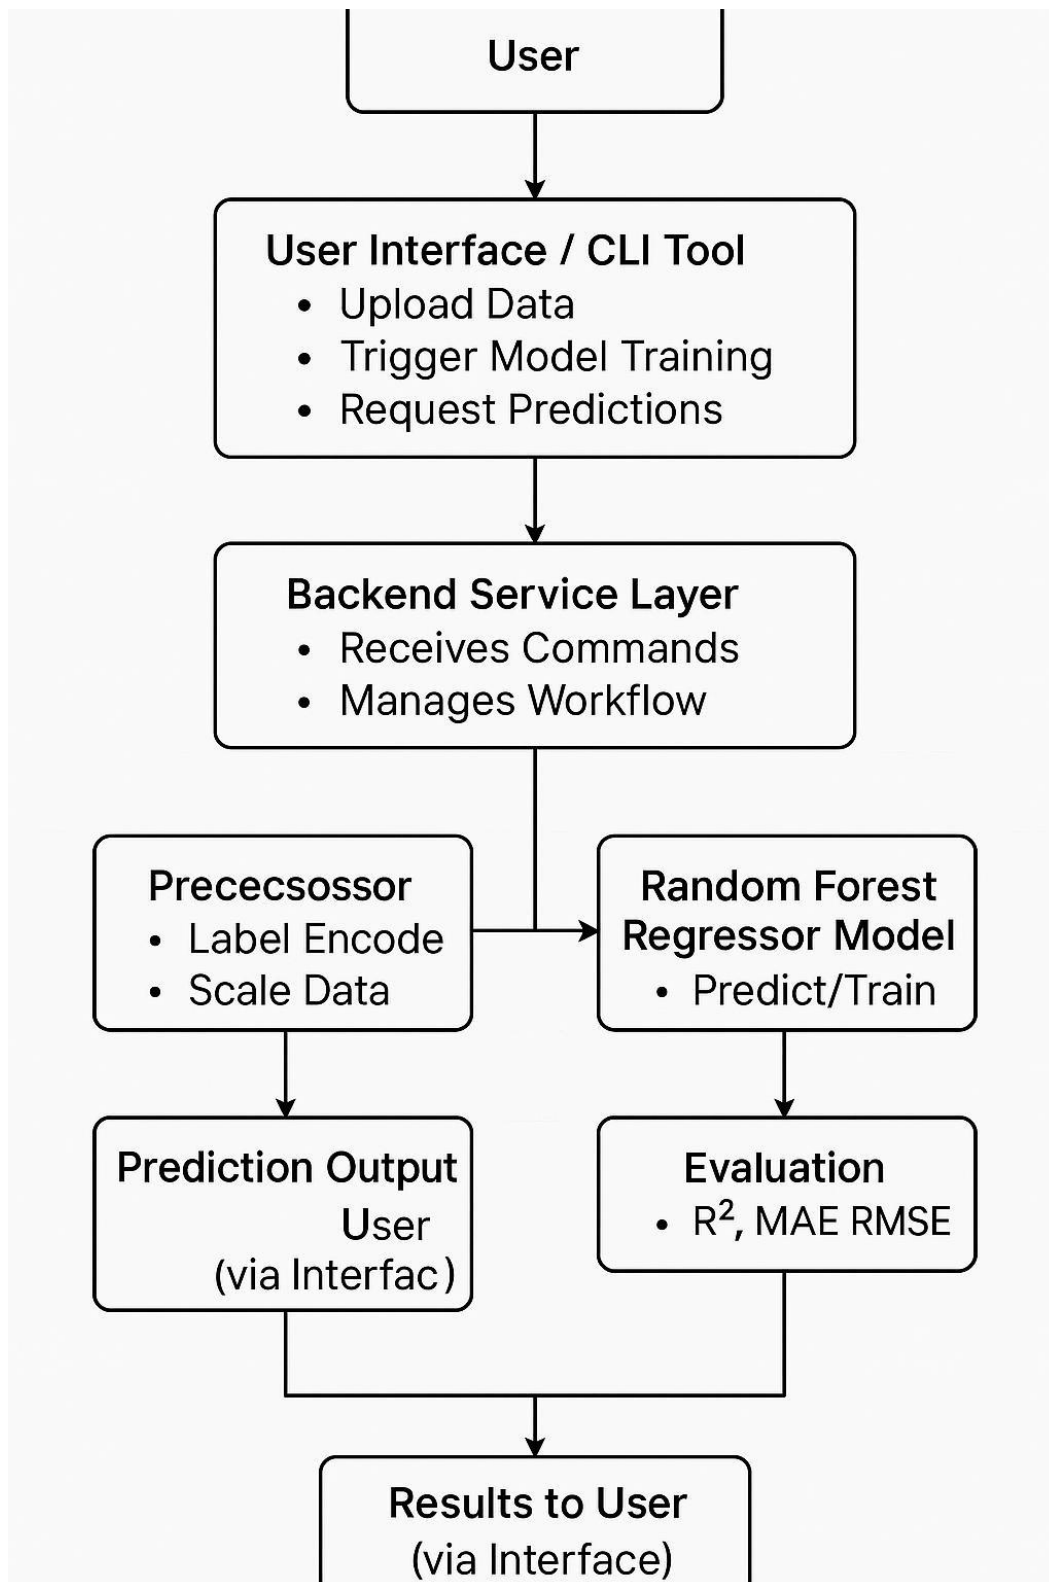 User
User Interface / CLI Tool
• Upload Data
• Trigger Model Training
• Request Predictions
Backend Service Layer
• Receives Commands
• Manages Workflow
Prececsossor
• Label Encode
• Scale Data
Random Forest
Regressor Model
• Predict/Train
Prediction Output
User
(via Interfac)
Evaluation
• R², MAE RMSE
Results to User
(via Interface)